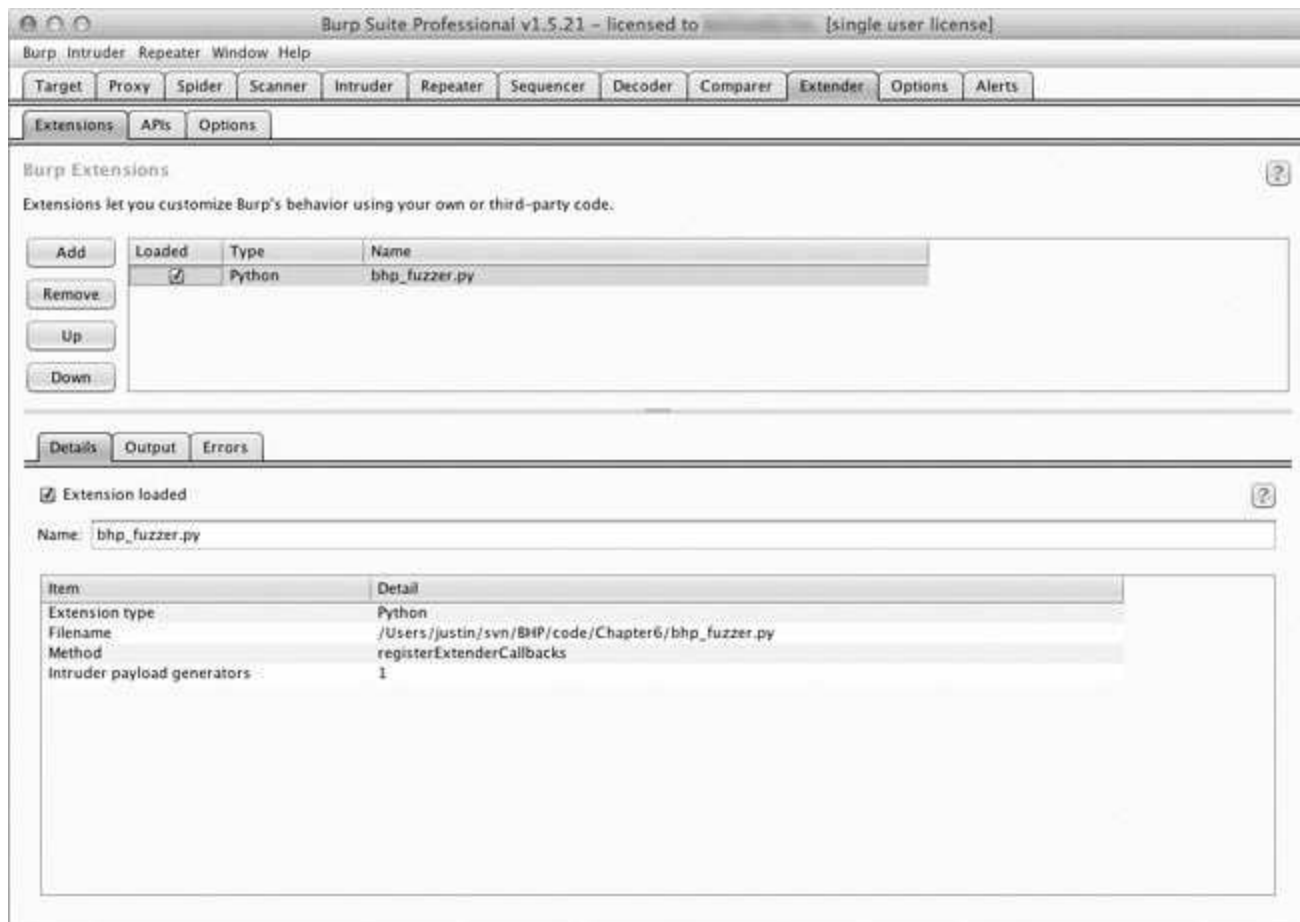 Burp Suite Professional v1.5.21 – licensed to [single user license]
Burp Intruder Repeater Window Help
Target Proxy Spider Scanner Intruder Repeater Sequencer Decoder Comparer Extender Options Alerts
Extensions APIs Options
Burp Extensions
?
Extensions let you customize Burp's behavior using your own or third-party code.
Add
Remove
Up
Down
Loaded Type Name
Python bhp_fuzzer.py
Details Output Errors
Extension loaded
?
Name: bhp_fuzzer.py
Item Detail
Extension type Python
Filename /Users/justin/svn/BHP/code/Chapter6/bhp_fuzzer.py
Method registerExtenderCallbacks
Intruder payload generators 1